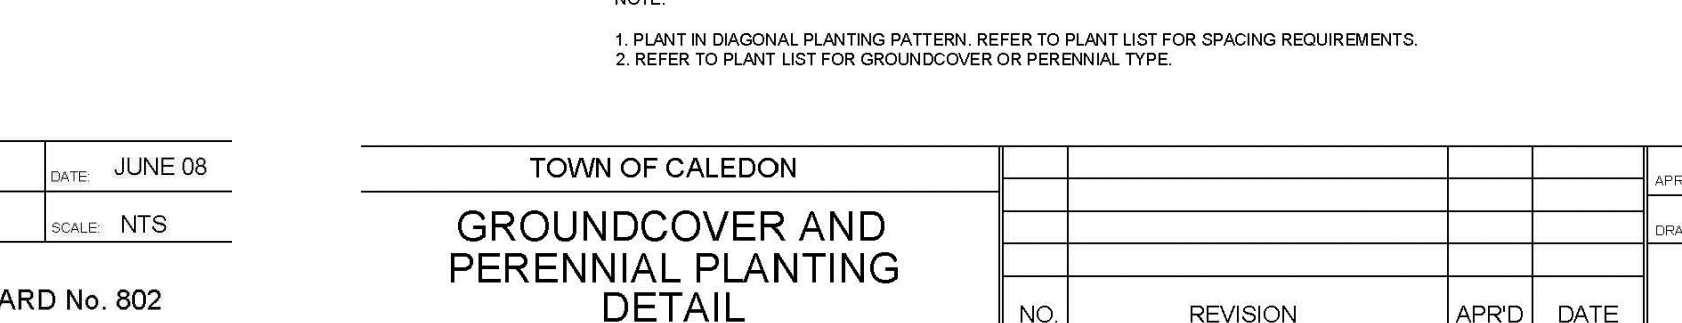 NOTE:
1. PLANT IN DIAGONAL PLANTING PATTERN. REFER TO PLANT LIST FOR SPACING REQUIREMENTS.
2. REFER TO PLANT LIST FOR GROUNDCOVER OR PERENNIAL TYPE.
DATE: JUNE 08
SCALE: NTS
ARD No. 802
TOWN OF CALEDON
GROUNDCOVER AND
PERENNIAL PLANTING
DETAIL
NO. REVISION APR'D DATE
APR
DRA